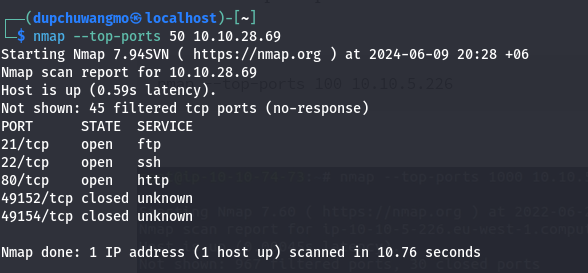 (dupchuwangmo㉿localhost)-[~]
$ nmap --top-ports 50 10.10.28.69
Starting Nmap 7.94SVN ( https://nmap.org ) at 2024-06-09 20:28 +06
Nmap scan report for 10.10.28.69
Host is up (0.59s latency).
Not shown: 45 filtered tcp ports (no-response)
PORT      STATE  SERVICE
21/tcp    open   ftp
22/tcp    open   ssh
80/tcp    open   http
49152/tcp closed unknown
49154/tcp closed unknown
Nmap done: 1 IP address (1 host up) scanned in 10.76 seconds